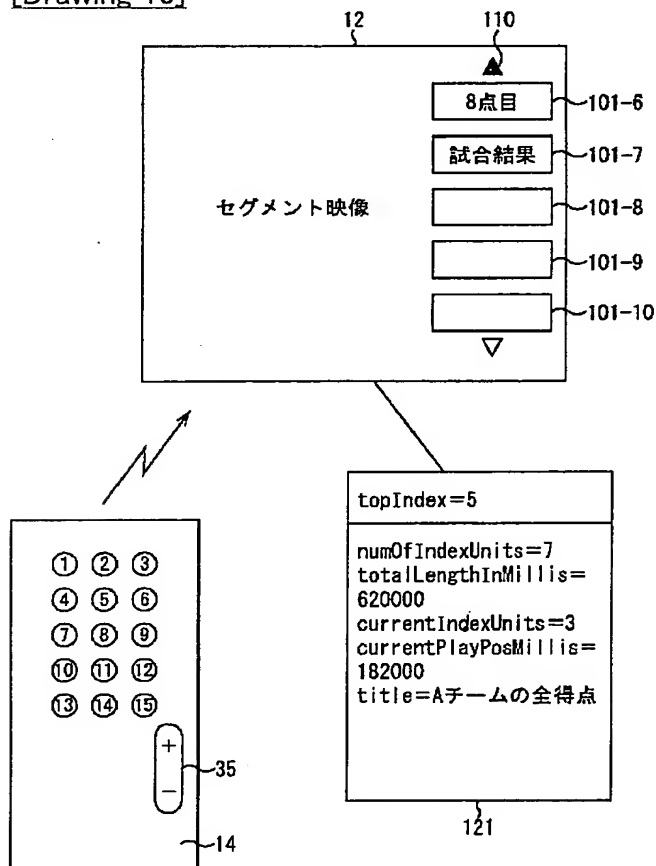 12
110
8点目
101-6
試合結果
101-7
セグメント映像
101-8
101-9
101-10
topIndex=5
numOfIndexUnits=7
totalLengthInMillis=
620000
currentIndexUnits=3
currentPlayPosMillis=
182000
title=Aチームの全得点
121
① ② ③
④ ⑤ ⑥
⑦ ⑧ ⑨
⑩ ⑪ ⑫
⑬ ⑭ ⑮
+
−
35
14